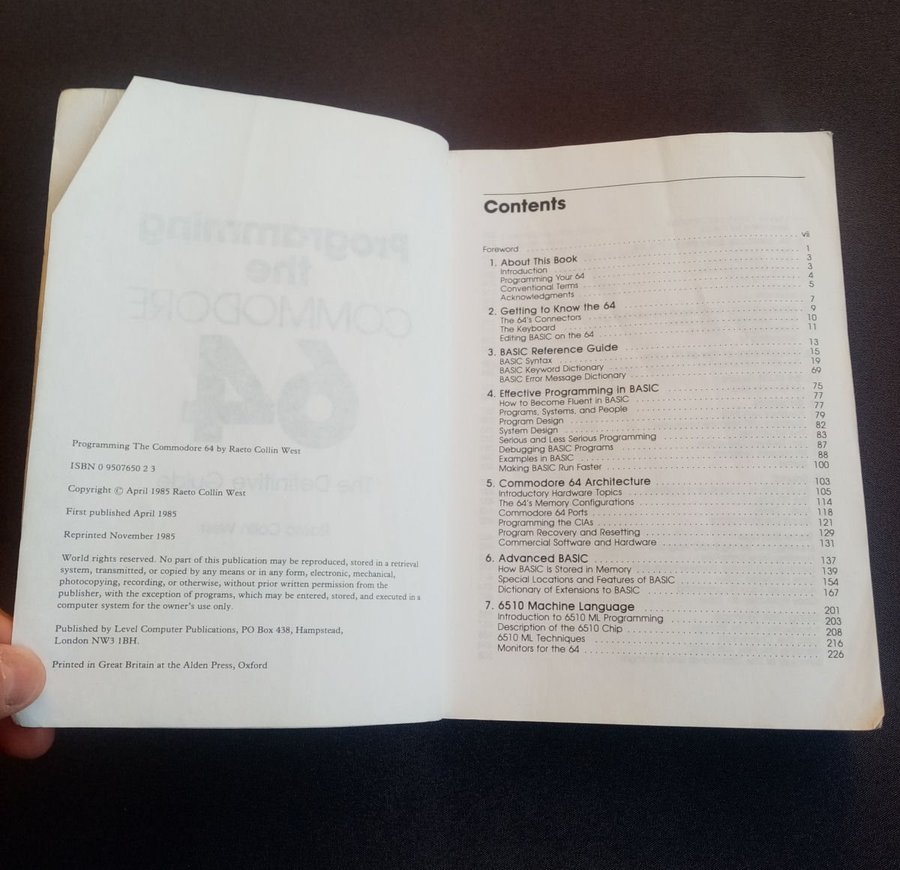 Programming The Commodore 64 by Raeto Collin West
ISBN 0 9507650 2 3
Copyright © April 1985 Raeto Collin West
First published April 1985
Reprinted November 1985
World rights reserved. No part of this publication may be reproduced, stored in a retrieval
system, transmitted, or copied by any means or in any form, electronic, mechanical,
photocopying, recording, or otherwise, without prior written permission from the
publisher, with the exception of programs, which may be entered, stored, and executed in a
computer system for the owner's use only.
Published by Level Computer Publications, PO Box 438, Hampstead,
London NW3 1BH.
Printed in Great Britain at the Alden Press, Oxford
Contents
Foreword vii
1. About This Book 1
Introduction 3
Programming Your 64 3
Conventional Terms 4
Acknowledgments 5
2. Getting to Know the 64 7
The 64's Connectors 9
The Keyboard 10
Editing BASIC on the 64 11
3. BASIC Reference Guide 13
BASIC Syntax 15
BASIC Keyword Dictionary 19
BASIC Error Message Dictionary 69
4. Effective Programming in BASIC 75
How to Become Fluent in BASIC 77
Programs, Systems, and People 77
Program Design 79
System Design 82
Serious and Less Serious Programming 83
Debugging BASIC Programs 87
Examples in BASIC 88
Making BASIC Run Faster 100
5. Commodore 64 Architecture 103
Introductory Hardware Topics 105
The 64's Memory Configurations 114
Commodore 64 Ports 118
Programming the CIAs 121
Program Recovery and Resetting 129
Commercial Software and Hardware 131
6. Advanced BASIC 137
How BASIC Is Stored in Memory 139
Special Locations and Features of BASIC 154
Dictionary of Extensions to BASIC 167
7. 6510 Machine Language 201
Introduction to 6510 ML Programming 203
Description of the 6510 Chip 208
6510 ML Techniques 216
Monitors for the 64 226